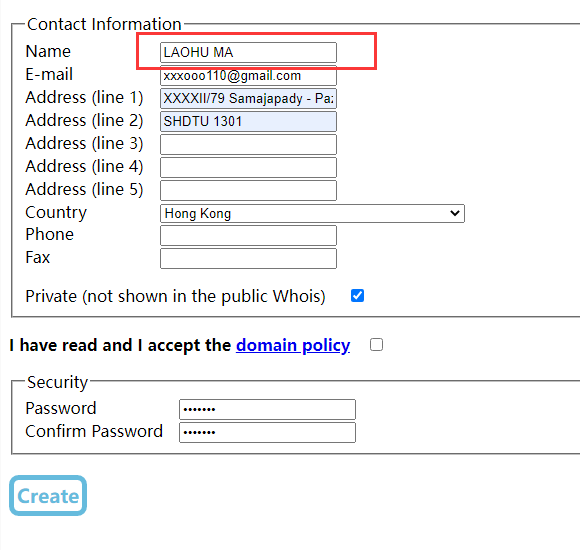 Contact Information
Name LAOHU MA
E-mail xxxooo110@gmail.com
Address (line 1) XXXXII/79 Samajapady - Paz
Address (line 2) SHDTU 1301
Address (line 3)
Address (line 4)
Address (line 5)
Country Hong Kong
Phone
Fax
Private (not shown in the public Whois)
I have read and I accept the domain policy
Security
Password •••••••
Confirm Password •••••••
Create